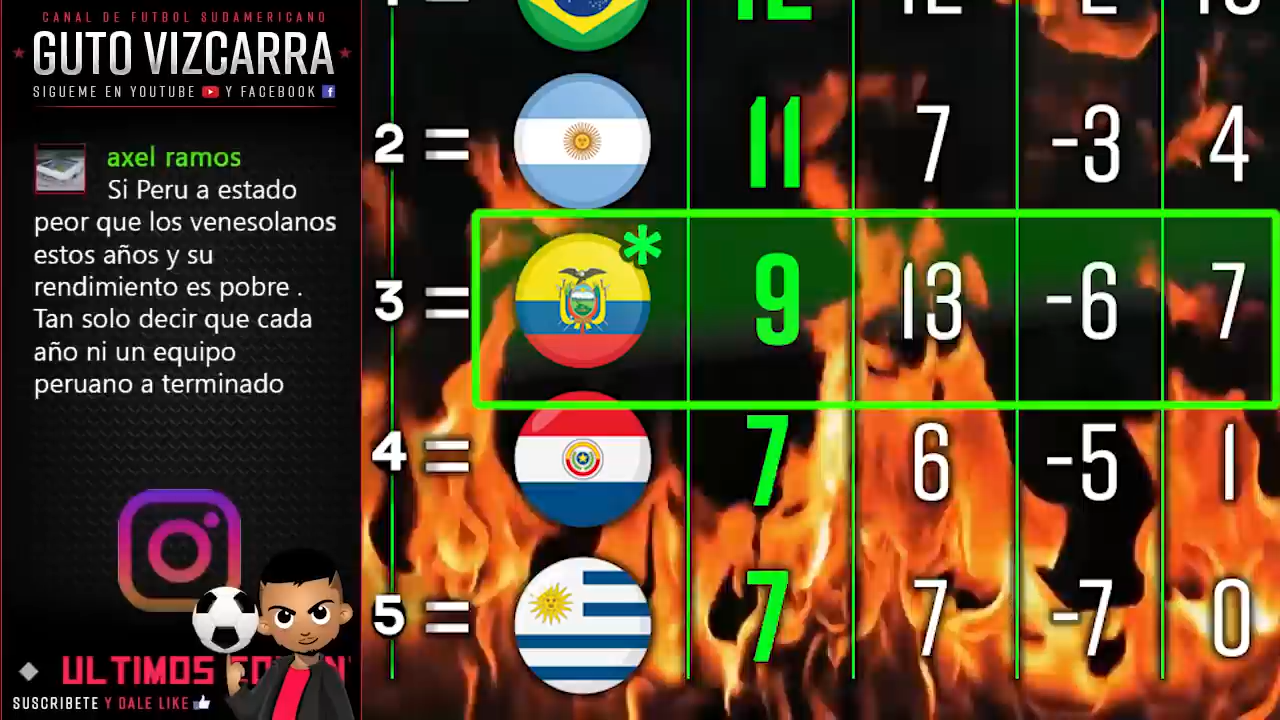 CANAL DE FUTBOL SUDAMERICANO
GUTO VIZCARRA
SIGUEME EN YOUTUBE Y FACEBOOK
axel ramos
Si Peru a estado
peor que los venesolanos
estos años y su
rendimiento es pobre .
Tan solo decir que cada
año ni un equipo
peruano a terminado
ULTIMOS
SUSCRIBETE Y DALE LIKE
2 = 11 7 -3 4
3 = * 9 13 -6 7
4 = 7 6 -5 1
5 = 7 7 -7 0